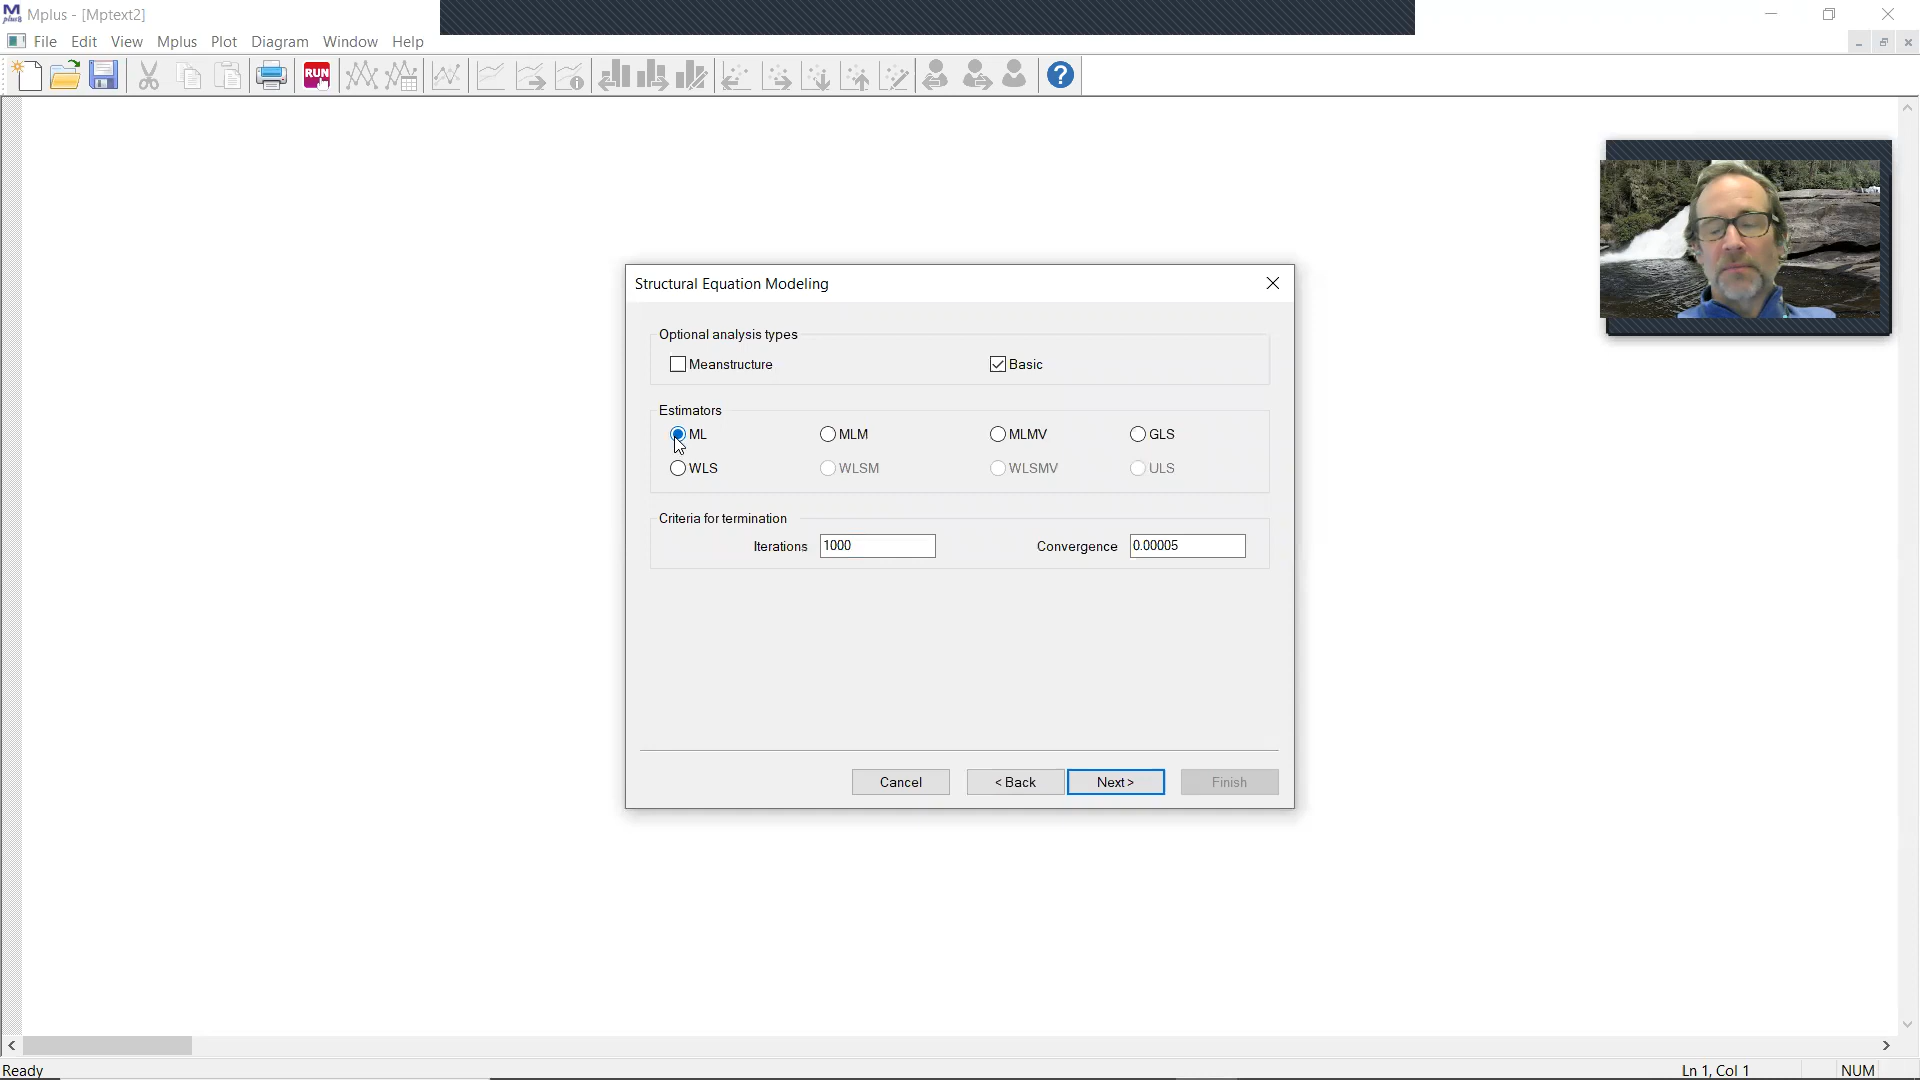 M
plus8
Mplus - [Mptext2]
File Edit View Mplus Plot Diagram Window Help
RUN
?
Structural Equation Modeling
Optional analysis types
Meanstructure
Basic
Estimators
ML
MLM
MLMV
GLS
WLS
WLSM
WLSMV
ULS
Criteria for termination
Iterations 1000
Convergence 0.00005
Cancel
< Back
Next >
Finish
Ready
Ln 1, Col 1
NUM